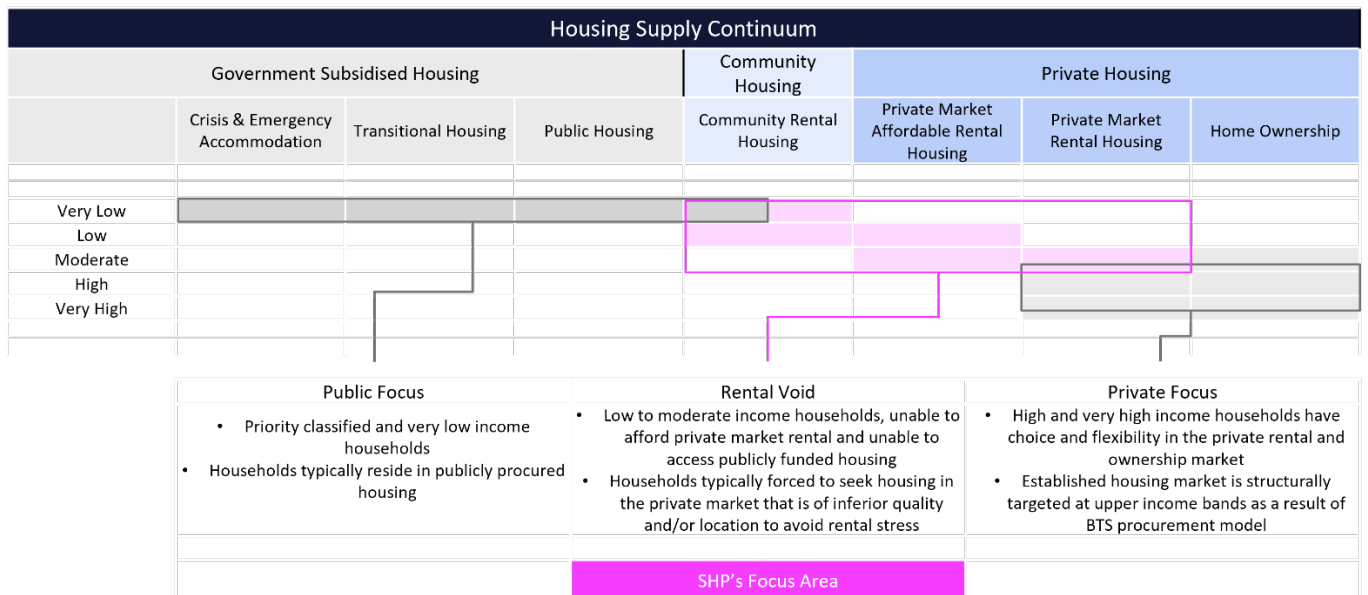 Housing Supply Continuum
Government Subsidised Housing
Community
Housing
Private Housing
Crisis & Emergency
Accommodation
Transitional Housing
Public Housing
Community Rental
Housing
Private Market
Affordable Rental
Housing
Private Market
Rental Housing
Home Ownership
Very Low
Low
Moderate
High
Very High
Public Focus
• Priority classified and very low income
households
• Households typically reside in publicly procured
housing
Rental Void
• Low to moderate income households, unable to
afford private market rental and unable to
access publicly funded housing
• Households typically forced to seek housing in
the private market that is of inferior quality
and/or location to avoid rental stress
Private Focus
• High and very high income households have
choice and flexibility in the private rental and
ownership market
• Established housing market is structurally
targeted at upper income bands as a result of
BTS procurement model
SHP's Focus Area